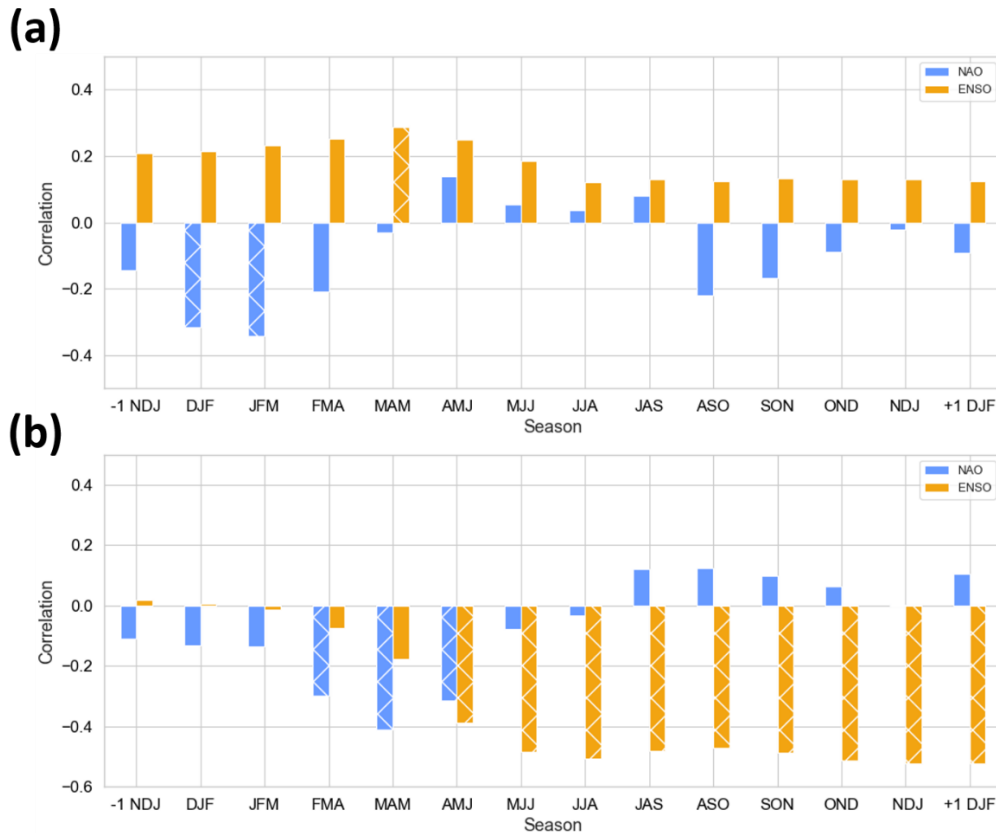 (a)
NAO
ENSO
0.4
0.2
0.0
−0.2
−0.4
Correlation
-1 NDJ DJF JFM FMA MAM AMJ MJJ JJA JAS ASO SON OND NDJ +1 DJF
Season
(b)
NAO
ENSO
0.4
0.2
0.0
−0.2
−0.4
−0.6
Correlation
-1 NDJ DJF JFM FMA MAM AMJ MJJ JJA JAS ASO SON OND NDJ +1 DJF
Season